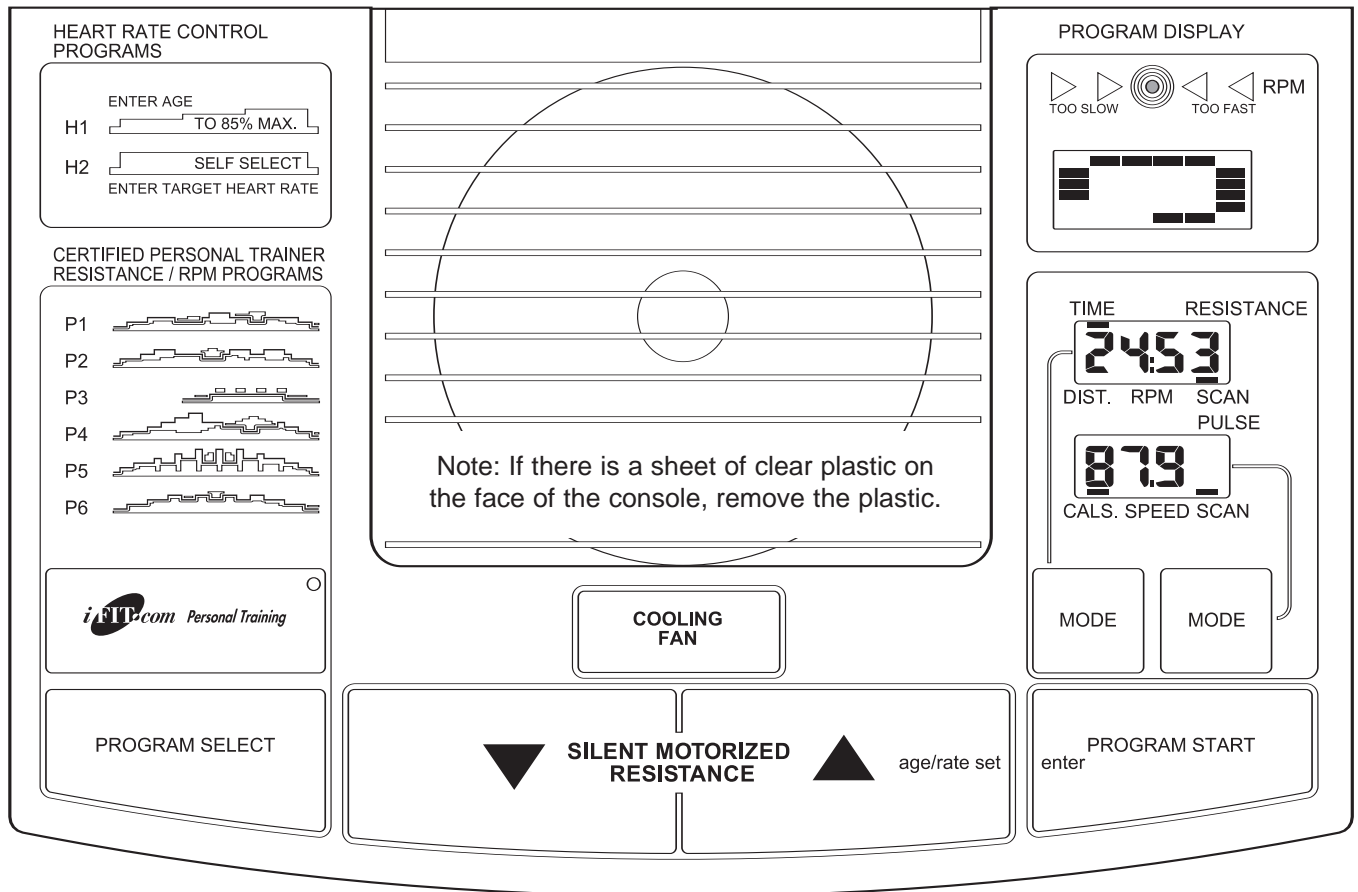 HEART RATE CONTROL
PROGRAMS
H1
ENTER AGE
TO 85% MAX.
H2
SELF SELECT
ENTER TARGET HEART RATE
CERTIFIED PERSONAL TRAINER
RESISTANCE / RPM PROGRAMS
P1
P2
P3
P4
P5
P6
iFIT.com Personal Training
PROGRAM SELECT
Note: If there is a sheet of clear plastic on
the face of the console, remove the plastic.
COOLING
FAN
SILENT MOTORIZED
RESISTANCE
age/rate set
PROGRAM DISPLAY
RPM
TOO SLOW TOO FAST
TIME RESISTANCE
24:53
DIST. RPM SCAN
PULSE
87.9
CALS. SPEED SCAN
MODE MODE
enter PROGRAM START